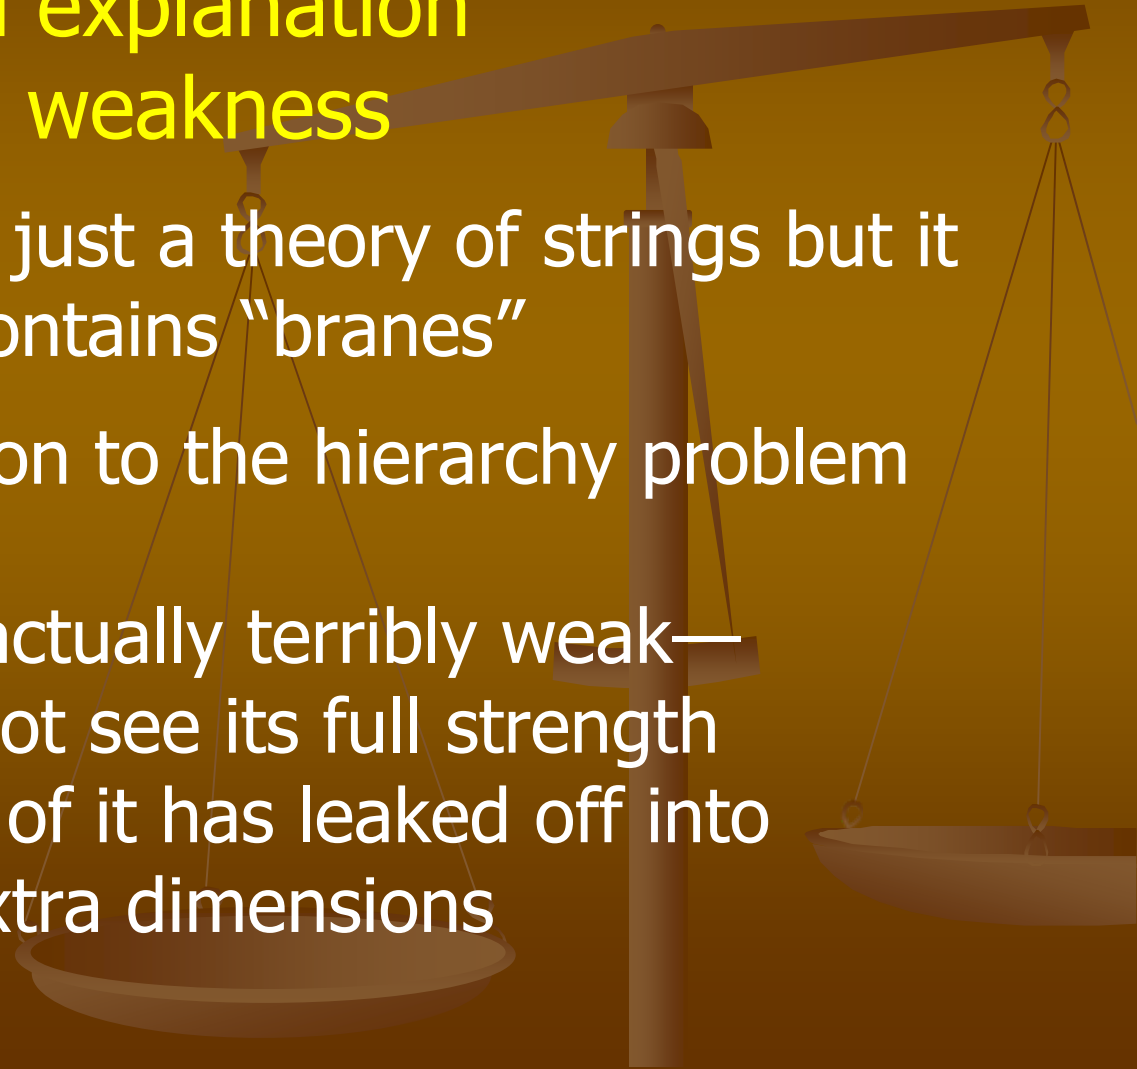 explanation
weakness
just a theory of strings but it
ontains “branes”
on to the hierarchy problem
actually terribly weak—
ot see its full strength
of it has leaked off into
xtra dimensions